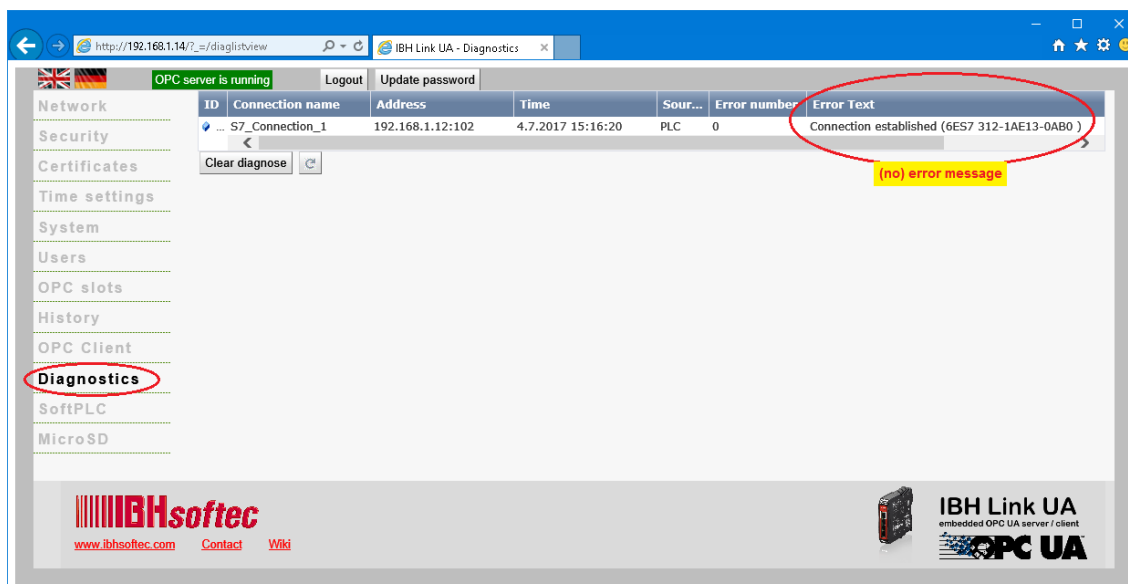 http://192.168.1.14/?_=/diaglistview
IBH Link UA - Diagnostics
OPC server is running
Logout
Update password
Network
Security
Certificates
Time settings
System
Users
OPC slots
History
OPC Client
Diagnostics
SoftPLC
MicroSD
ID Connection name Address Time Sour... Error number Error Text
... S7_Connection_1 192.168.1.12:102 4.7.2017 15:16:20 PLC 0 Connection established (6ES7 312-1AE13-0AB0 )
Clear diagnose
(no) error message
IBHsoftec
www.ibhsoftec.com Contact Wiki
IBH Link UA
embedded OPC UA server / client
OPC UA